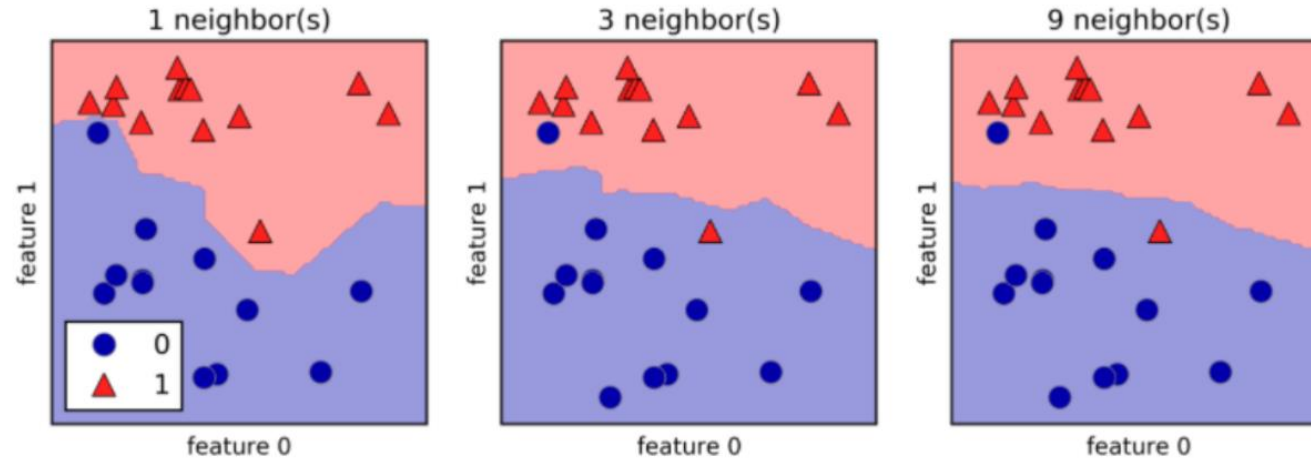 1 neighbor(s)
3 neighbor(s)
9 neighbor(s)
feature 1
feature 1
feature 1
0
1
feature 0
feature 0
feature 0